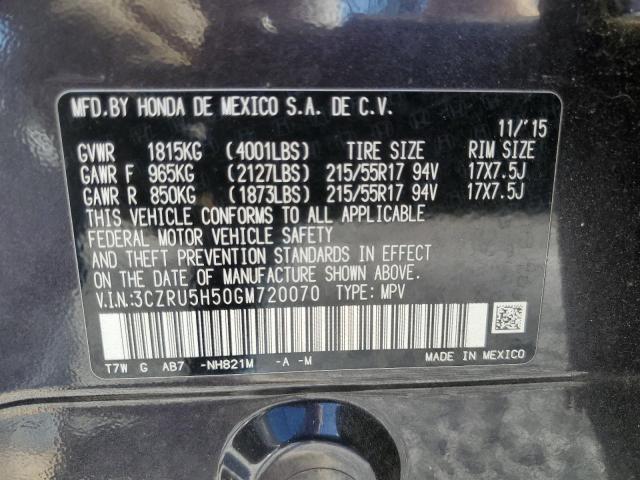 MFD.BY HONDA DE MEXICO S.A. DE C.V.
11/'15
GVWR 1815KG (4001LBS) TIRE SIZE RIM SIZE
GAWR F 965KG (2127LBS) 215/55R17 94V 17X7.5J
GAWR R 850KG (1873LBS) 215/55R17 94V 17X7.5J
THIS VEHICLE CONFORMS TO ALL APPLICABLE
FEDERAL MOTOR VEHICLE SAFETY
AND THEFT PREVENTION STANDARDS IN EFFECT
ON THE DATE OF MANUFACTURE SHOWN ABOVE.
V.I.N:3CZRU5H50GM720070 TYPE: MPV
T7W G AB7 -NH821M -A -M MADE IN MEXICO